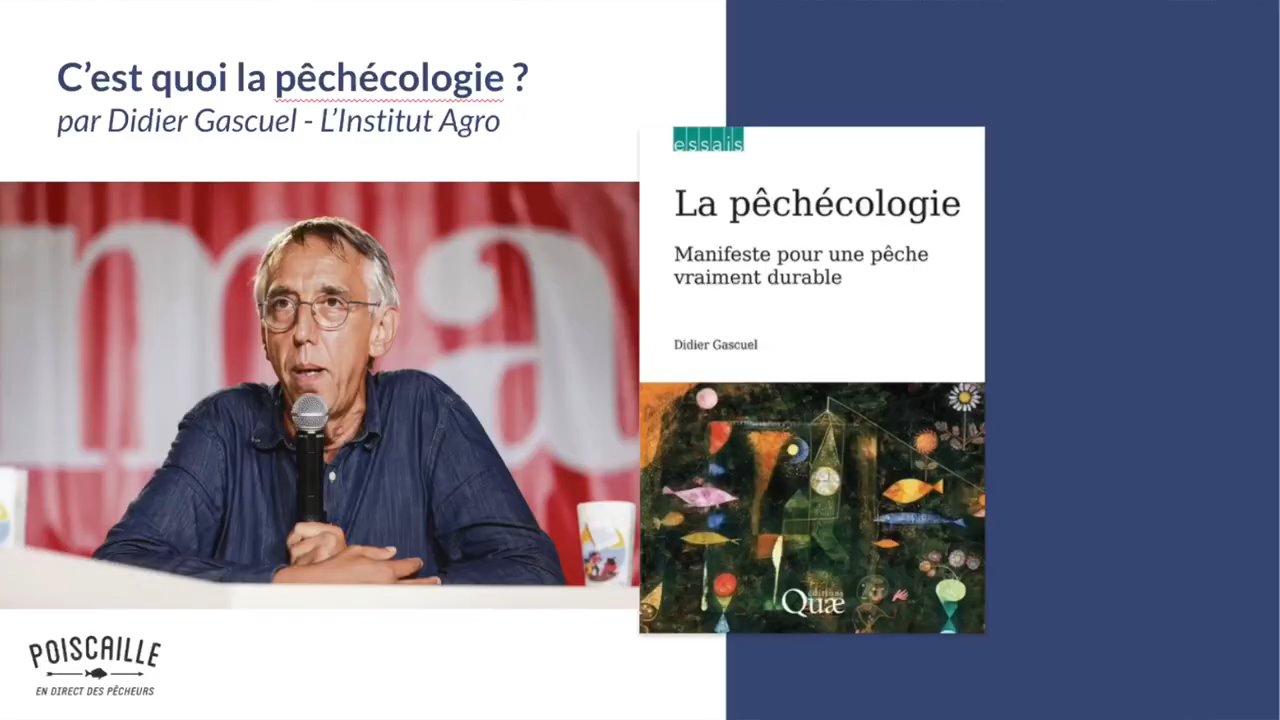 C’est quoi la pêchécologie ?
par Didier Gascuel - L’Institut Agro
essais
La pêchécologie
Manifeste pour une pêche
vraiment durable
Didier Gascuel
ma
éditions
Quæ
POISCAILLE
EN DIRECT DES PÊCHEURS